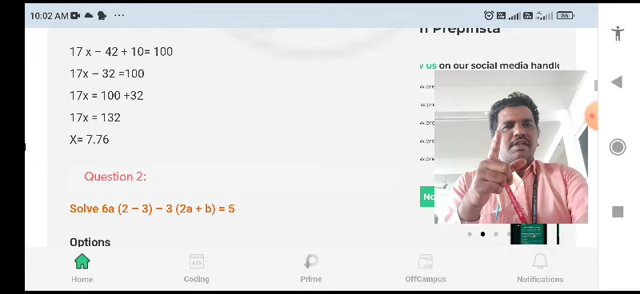 10:02 AM
n PrepInsta
17 x − 42 + 10= 100
v us on our social media handl
17x − 32 =100
17x = 100 +32
17x = 132
X= 7.76
Question 2:
No
Solve 6a (2 − 3) − 3 (2a + b) = 5
Options
Home
Coding
Prime
OffCampus
Notifications